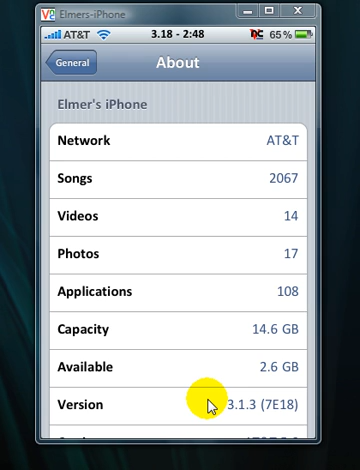 Elmers-iPhone
AT&T 3.18 - 2:48 65%
General About
Elmer's iPhone
Network AT&T
Songs 2067
Videos 14
Photos 17
Applications 108
Capacity 14.6 GB
Available 2.6 GB
Version 3.1.3 (7E18)